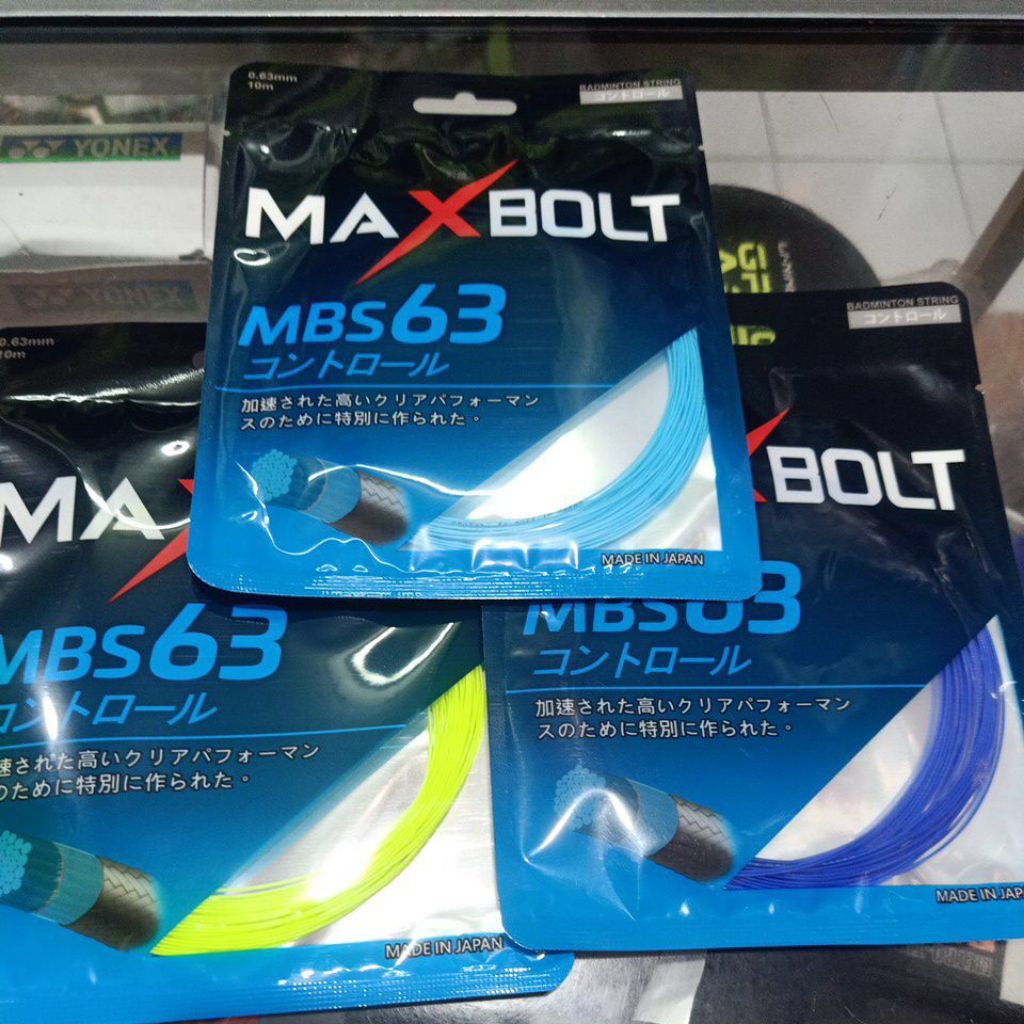 0.63mm
10m
BADMINTON STRING
コントロール
MAXBOLT
MBS63
コントロール
加速された高いクリアパフォーマン
スのために特別に作られた。
MADE IN JAPAN
YONEX
YONEX
0.63mm
10m
MAX
MBS63
コントロール
速された高いクリアパフォーマン
のために特別に作られた。
MADE IN JAPAN
BADMINTON STRING
コントロール
XBOLT
MBS63
コントロール
加速された高いクリアパフォーマン
スのために特別に作られた。
MADE IN JAP